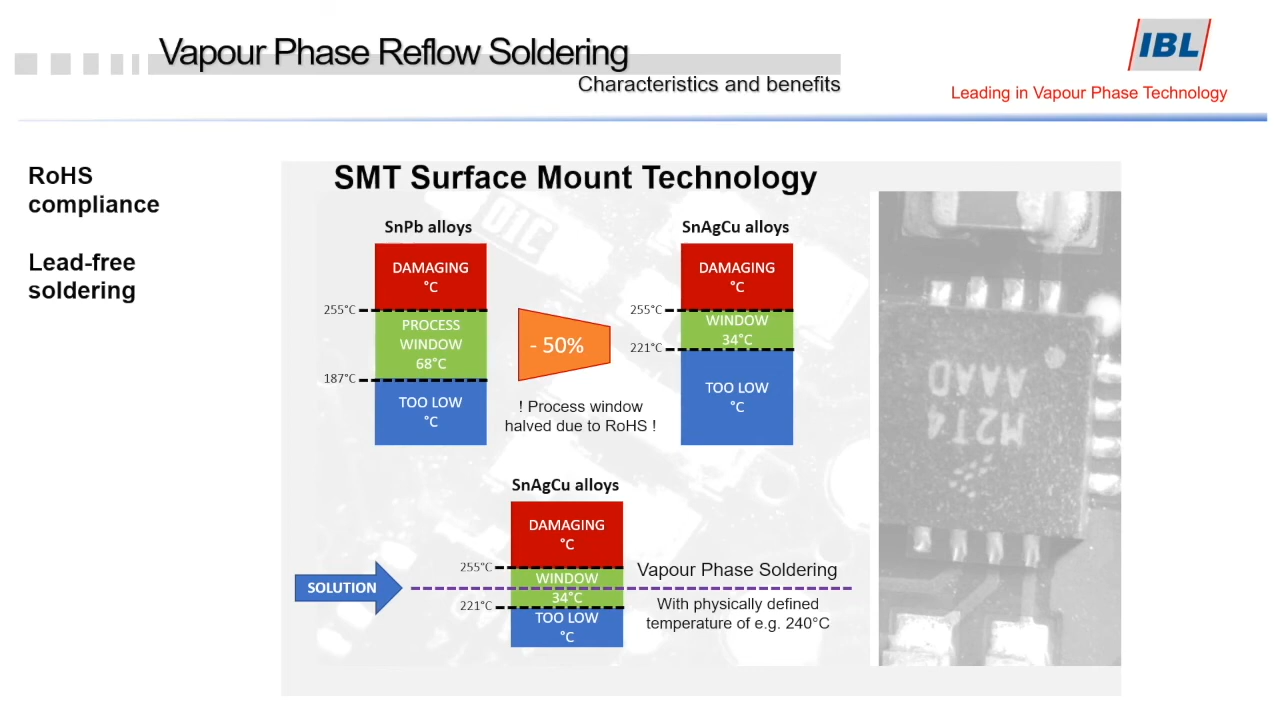 Vapour Phase Reflow Soldering
Characteristics and benefits
IBL
Leading in Vapour Phase Technology
RoHS
compliance
Lead-free
soldering
SMT Surface Mount Technology
SnPb alloys
DAMAGING
°C
255°C
PROCESS
WINDOW
68°C
187°C
TOO LOW
°C
- 50%
! Process window
halved due to RoHS !
SnAgCu alloys
DAMAGING
°C
255°C
WINDOW
34°C
221°C
TOO LOW
°C
01C
M2T4
AAAD
SnAgCu alloys
DAMAGING
°C
255°C
WINDOW
34°C
221°C
TOO LOW
°C
SOLUTION
Vapour Phase Soldering
With physically defined
temperature of e.g. 240°C